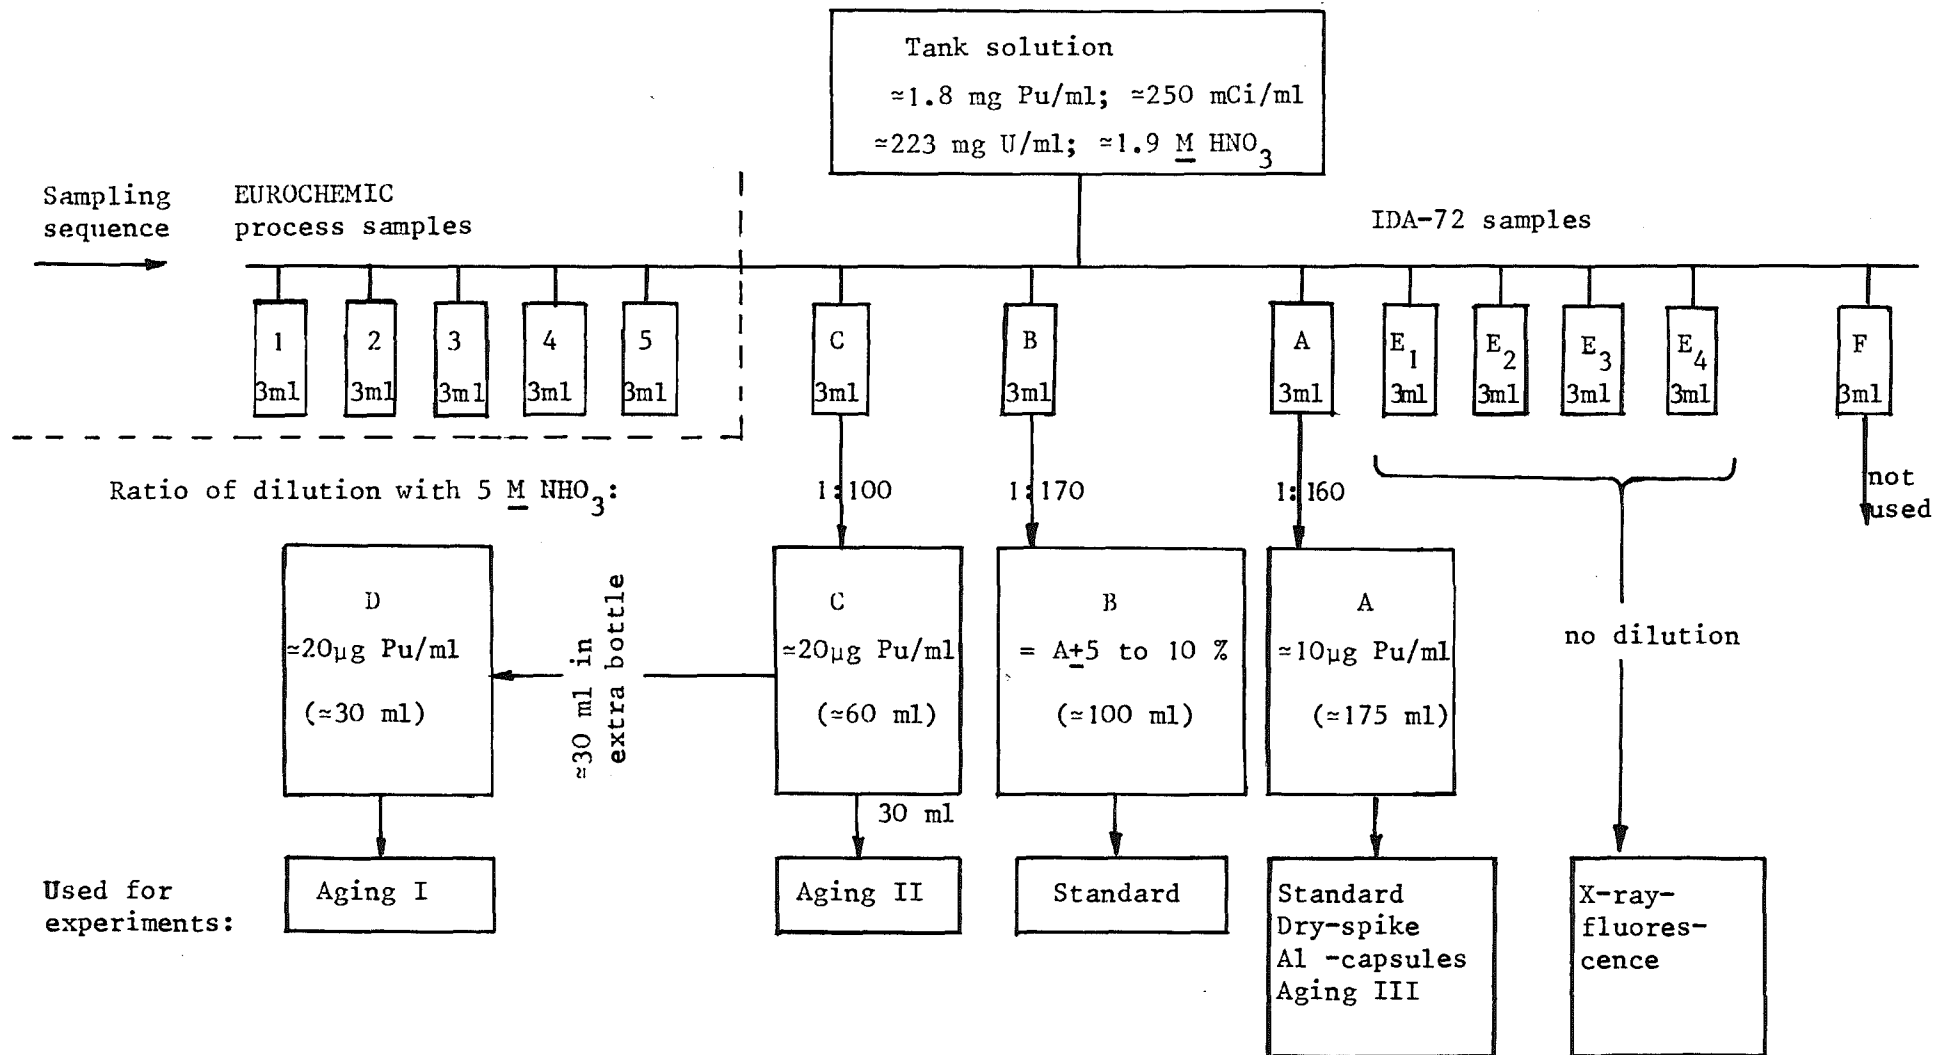 Tank solution
≃1.8 mg Pu/ml; ≃250 mCi/ml
≃223 mg U/ml; ≃1.9 M HNO3
Sampling
sequence
EUROCHEMIC
process samples
IDA-72 samples
1
3ml
2
3ml
3
3ml
4
3ml
5
3ml
C
3ml
B
3ml
A
3ml
E1
3ml
E2
3ml
E3
3ml
E4
3ml
F
3ml
Ratio of dilution with 5 M NHO3:
1:100
1:170
1:160
not
used
D
≃20µg Pu/ml
(≃30 ml)
≃30 ml in
extra bottle
C
≃20µg Pu/ml
(≃60 ml)
B
= A±5 to 10 %
(≃100 ml)
A
≃10µg Pu/ml
(≃175 ml)
no dilution
30 ml
Used for
experiments:
Aging I
Aging II
Standard
Standard
Dry-spike
Al -capsules
Aging III
X-ray-
fluores-
cence